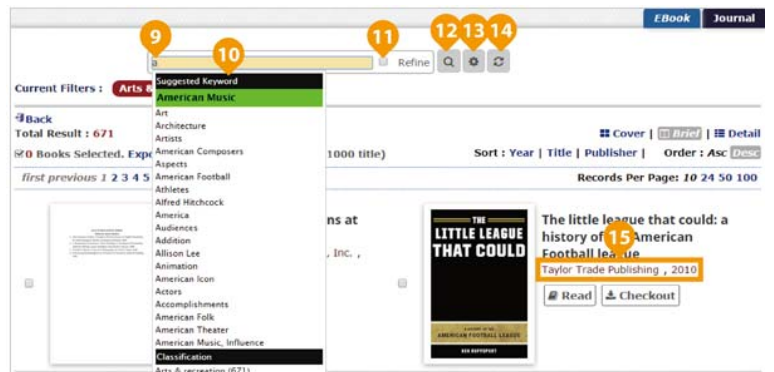 EBook Journal
9 10 11 12 13 14
a Refine
Current Filters : Arts &
Suggested Keyword
American Music
Art
Architecture
Artists
American Composers
Aspects
American Football
Athletes
Alfred Hitchcock
America
Audiences
Addition
Allison Lee
Animation
American Icon
Actors
Accomplishments
American Folk
American Theater
American Music, Influence
Classification
Arts & recreation (671)
Back
Total Result : 671
Cover | Brief | Detail
0 Books Selected. Expo 1000 title)
Sort : Year | Title | Publisher | Order : Asc Desc
first previous 1 2 3 4 5
Records Per Page: 10 24 50 100
ns at
, Inc. ,
THE
LITTLE LEAGUE
THAT COULD
AMERICAN FOOTBALL LEAGUE
KEN RAPPOPORT
The little league that could: a
history of American
Football league
15
Taylor Trade Publishing , 2010
Read Checkout